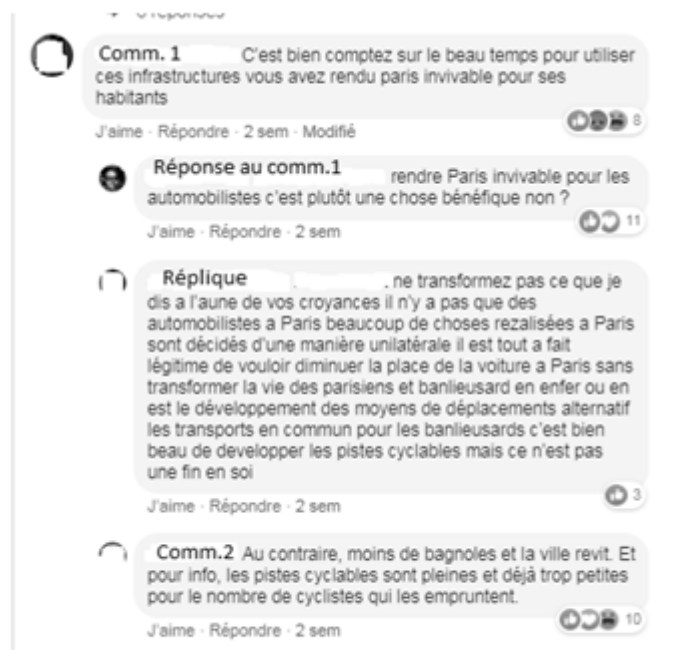 6 réponses
Comm. 1 C'est bien comptez sur le beau temps pour utiliser
ces infrastructures vous avez rendu paris invivable pour ses
habitants
8
J'aime · Répondre · 2 sem · Modifié
Réponse au comm.1 rendre Paris invivable pour les
automobilistes c'est plutôt une chose bénéfique non ?
11
J'aime · Répondre · 2 sem
Réplique ne transformez pas ce que je
dis a l'aune de vos croyances il n'y a pas que des
automobilistes a Paris beaucoup de choses rezalisées a Paris
sont décidés d'une manière unilatérale il est tout a fait
légitime de vouloir diminuer la place de la voiture a Paris sans
transformer la vie des parisiens et banlieusard en enfer ou en
est le développement des moyens de déplacements alternatif
les transports en commun pour les banlieusards c'est bien
beau de developper les pistes cyclables mais ce n'est pas
une fin en soi
3
J'aime · Répondre · 2 sem
Comm.2 Au contraire, moins de bagnoles et la ville revit. Et
pour info, les pistes cyclables sont pleines et déjà trop petites
pour le nombre de cyclistes qui les empruntent.
10
J'aime · Répondre · 2 sem